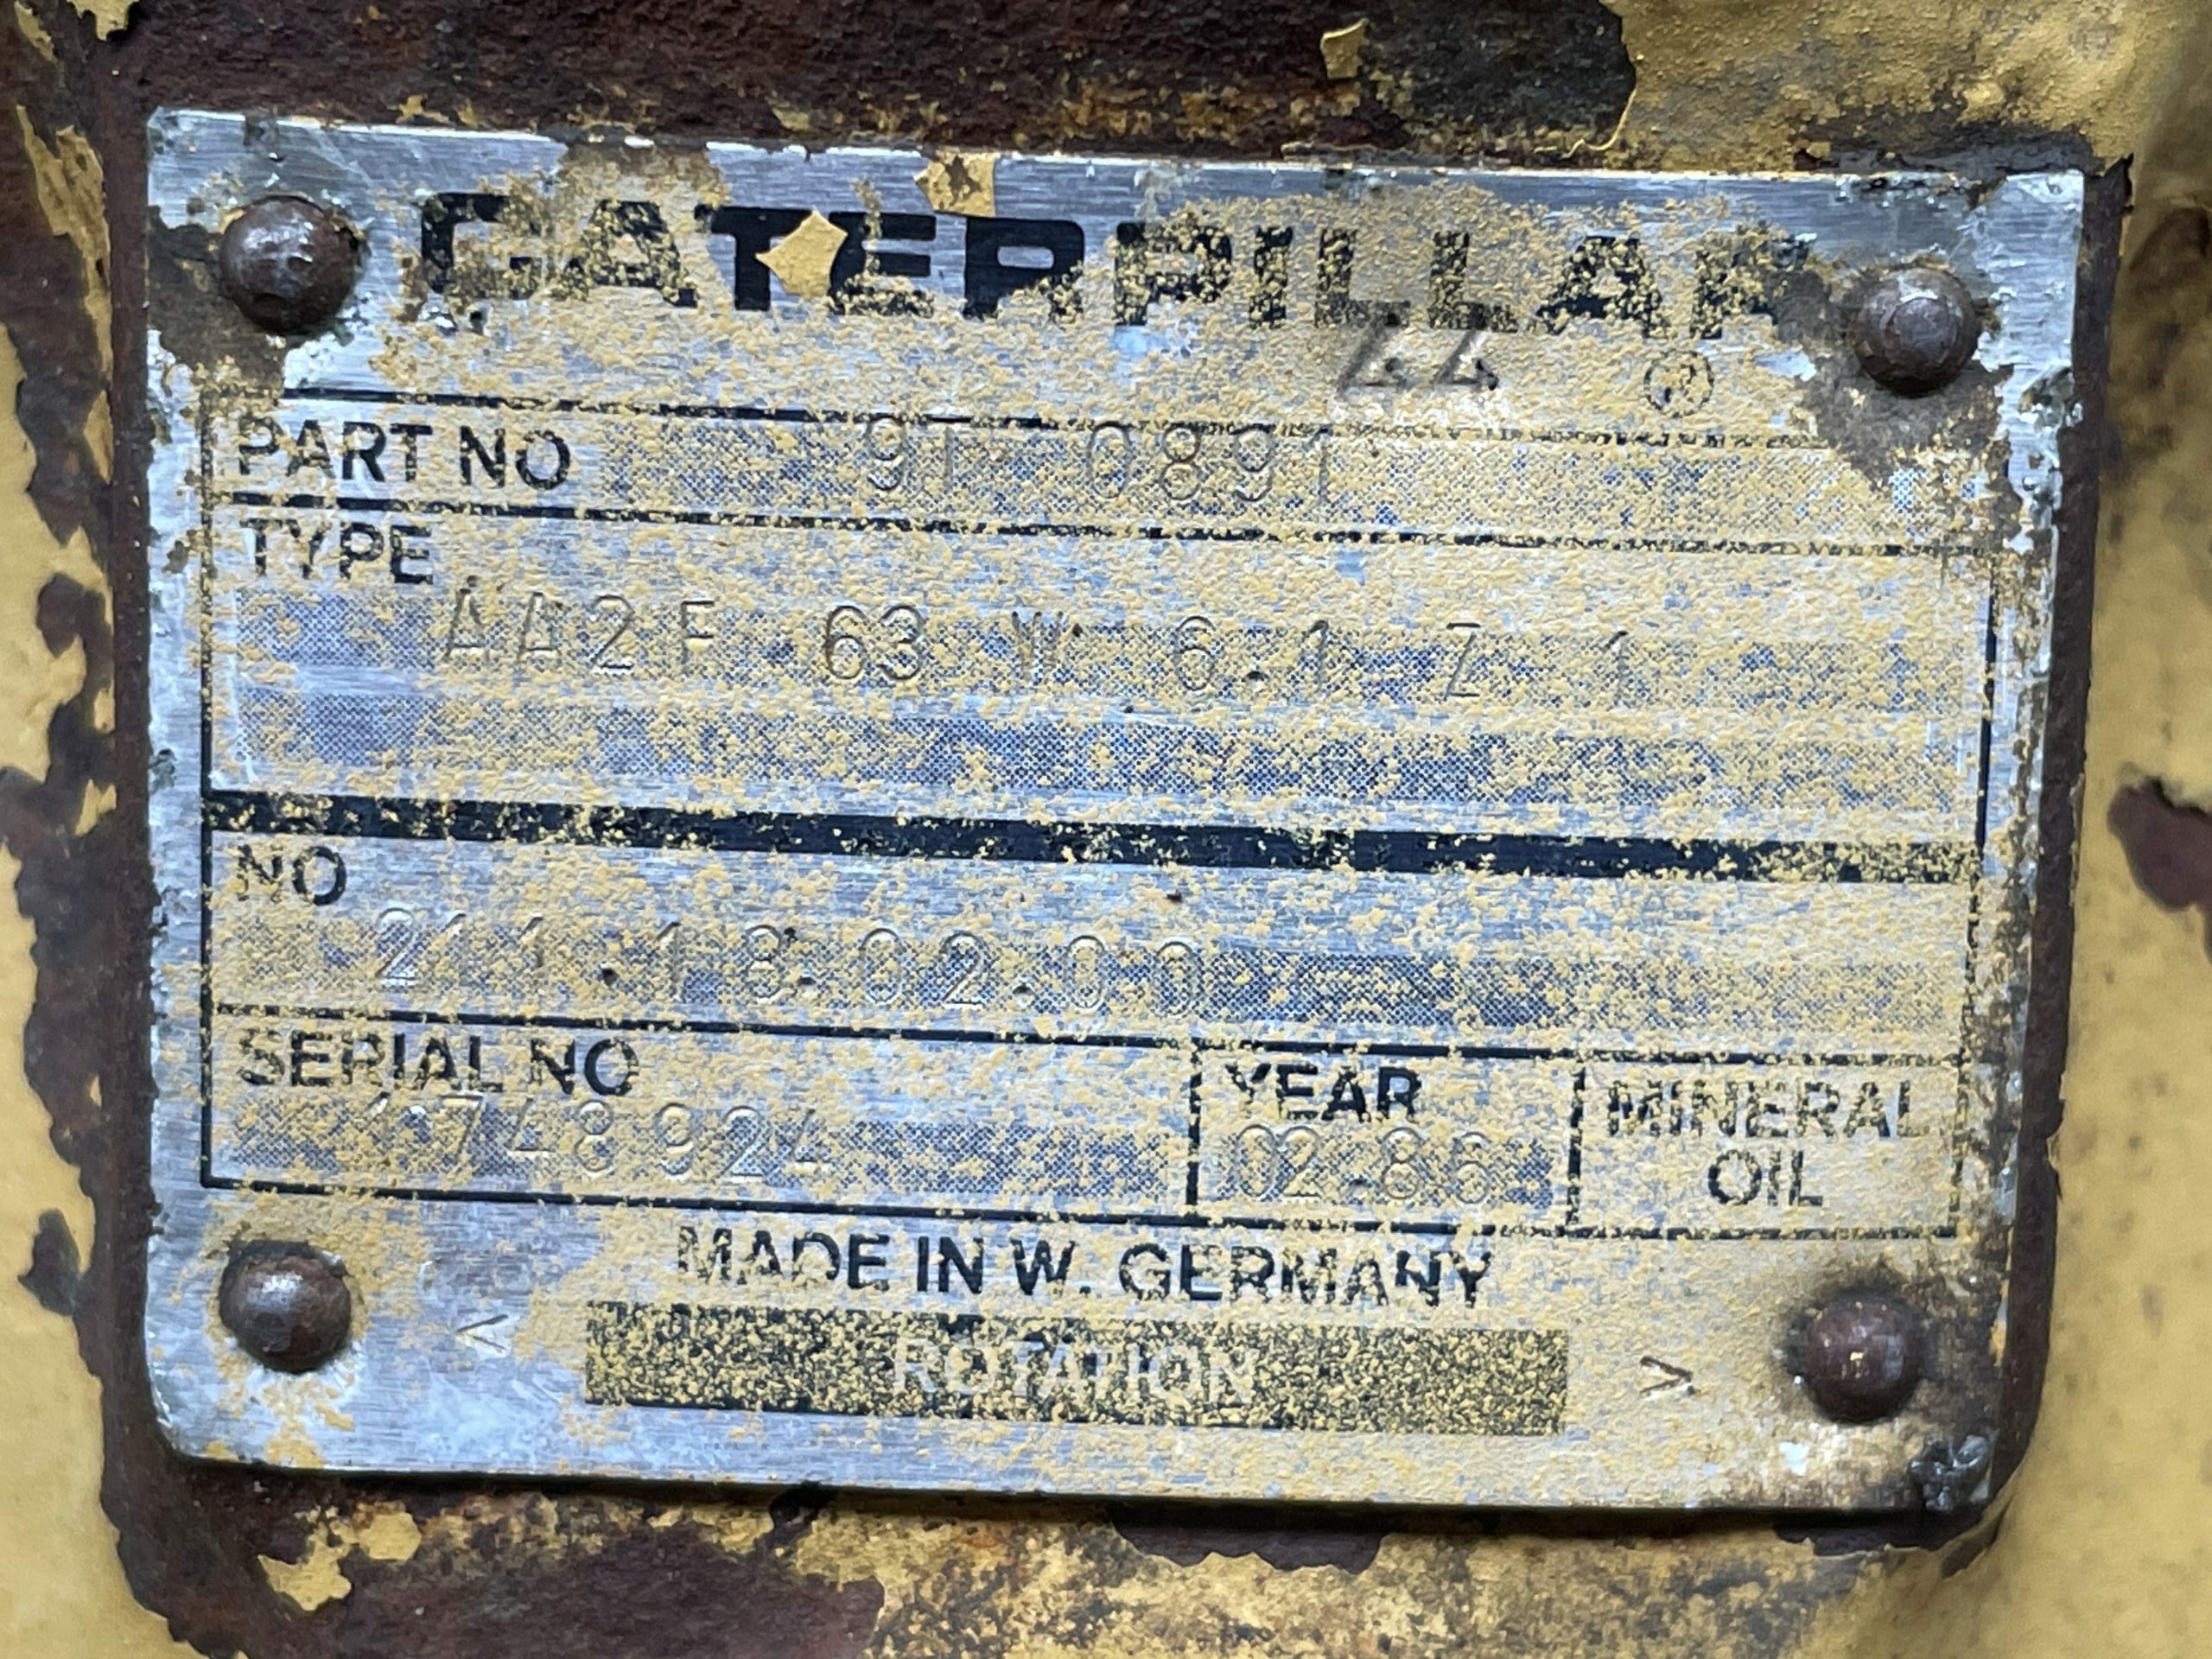 CATERPILLAR
44
®
PART NO 9T 0891
TYPE
AA2F 63 W 6.1 Z 1
NO
211.18.02.00
SERIAL NO
YEAR
MINERAL
OIL
02.86
MADE IN W. GERMANY
< ROTATION >